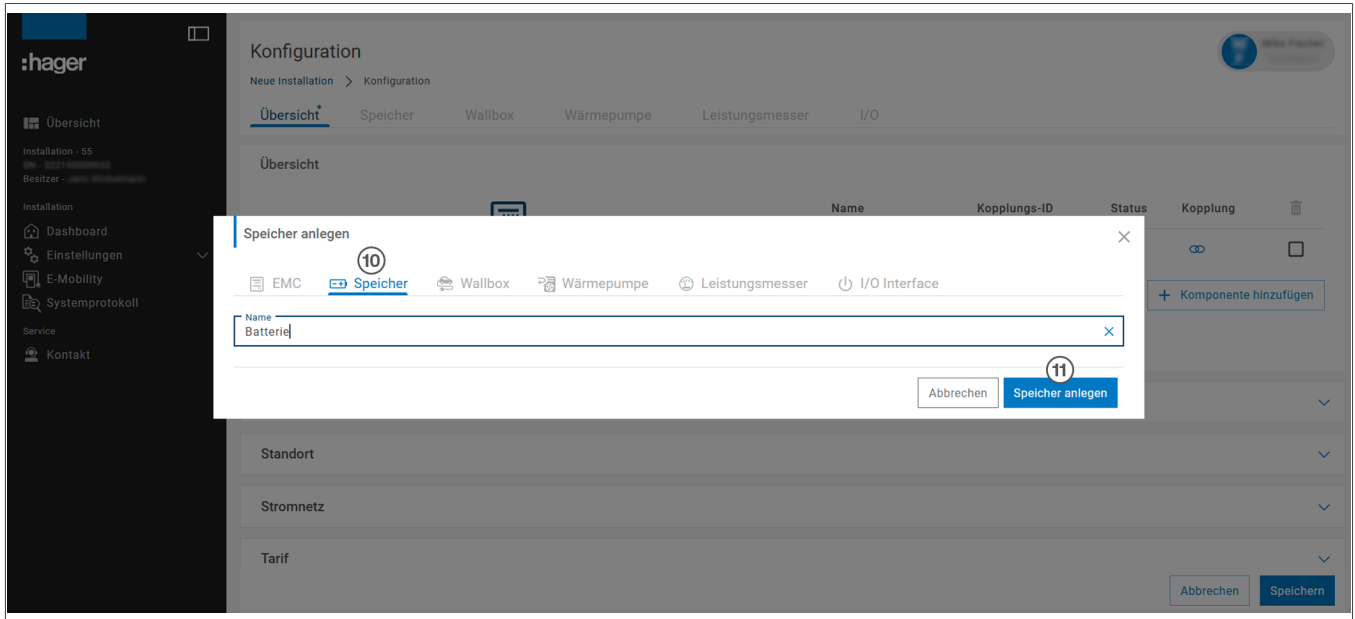 :hager
Übersicht
Installation - 55
Besitzer -
Installation
Dashboard
Einstellungen
E-Mobility
Systemprotokoll
Service
Kontakt
Konfiguration
Neue Installation > Konfiguration
Übersicht* Speicher Wallbox Wärmepumpe Leistungsmesser I/O
Übersicht
Name Kopplungs-ID Status Kopplung
+ Komponente hinzufügen
Speicher anlegen
10
EMC Speicher Wallbox Wärmepumpe Leistungsmesser I/O Interface
Name
Batterie
11
Abbrechen Speicher anlegen
Standort
Stromnetz
Tarif
Abbrechen Speichern